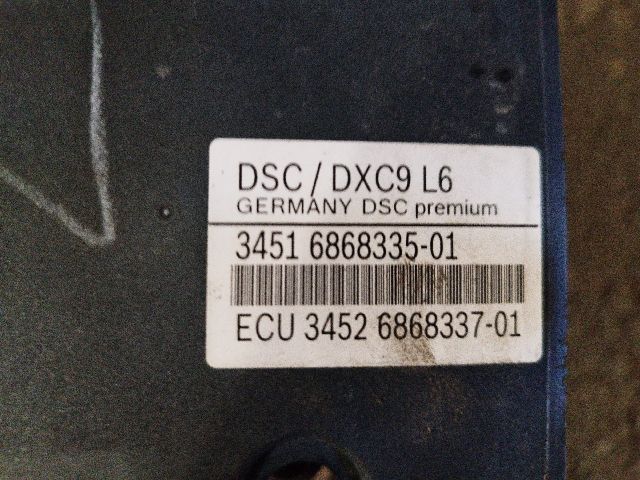 DSC / DXC9 L6
GERMANY DSC premium
3451 6868335-01
ECU 3452 6868337-01